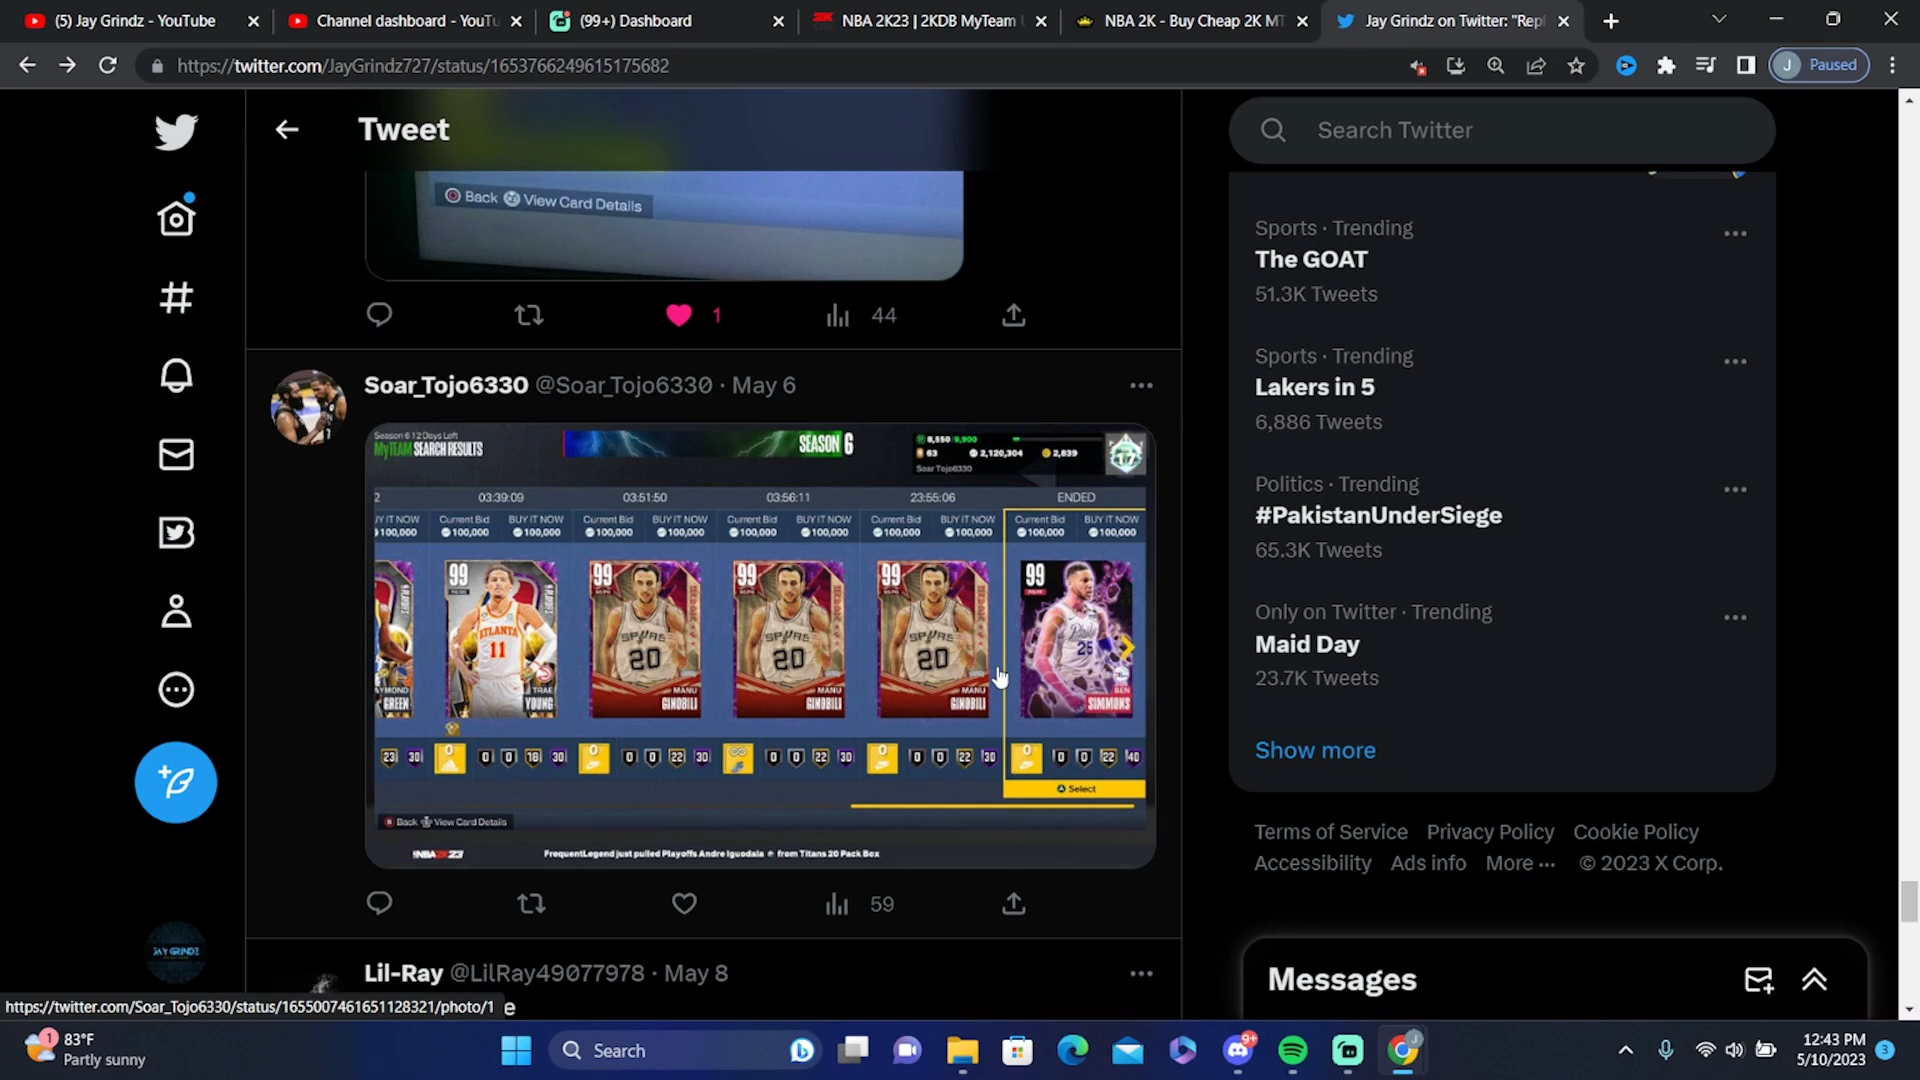 (5) Jay Grindz - YouTube
Channel dashboard - YouTu
(99+) Dashboard
NBA 2K23 | 2KDB MyTeam
NBA 2K - Buy Cheap 2K MT
Jay Grindz on Twitter: "Repl
https://twitter.com/JayGrindz727/status/1653766249615175682
J Paused
Tweet
Search Twitter
Back View Card Details
1
44
Soar_Tojo6330 @Soar_Tojo6330 · May 6
Season 6 12 Days Left
MyTEAM SEARCH RESULTS
SEASON 6
8,550/9,900
63 2,120,304 2,839
Soar Tojo6330
17
2 03:39:09 03:51:50 03:56:11 23:55:06 ENDED
UY IT NOW Current Bid BUY IT NOW Current Bid BUY IT NOW Current Bid BUY IT NOW Current Bid BUY IT NOW Current Bid BUY IT NOW
100,000 100,000 100,000 100,000 100,000 100,000 100,000 100,000 100,000 100,000 100,000
99 99 99 99 99
ATLANTA 11
SPURS 20
SPURS 20
SPURS 20
Phila 25
YMOND GREEN
TRAE YOUNG
MANU GINOBILI
MANU GINOBILI
MANU GINOBILI
BEN SIMMONS
23 30 0 0 0 18 30 0 0 0 22 30 ∞ 0 0 22 30 0 0 0 22 30 0 0 0 22 40
Select
Back View Card Details
NBA 2K23
FrequentLegend just pulled Playoffs Andre Iguodala from Titans 20 Pack Box
59
Lil-Ray @LilRay49077978 · May 8
e
Sports · Trending
The GOAT
51.3K Tweets
Sports · Trending
Lakers in 5
6,886 Tweets
Politics · Trending
#PakistanUnderSiege
65.3K Tweets
Only on Twitter · Trending
Maid Day
23.7K Tweets
Show more
Terms of Service Privacy Policy Cookie Policy
Accessibility Ads info More ··· © 2023 X Corp.
Messages
JAY GRINDZ
https://twitter.com/Soar_Tojo6330/status/1655007461651128321/photo/1
1
83°F
Partly sunny
Search
9+
J
12:43 PM
5/10/2023
3